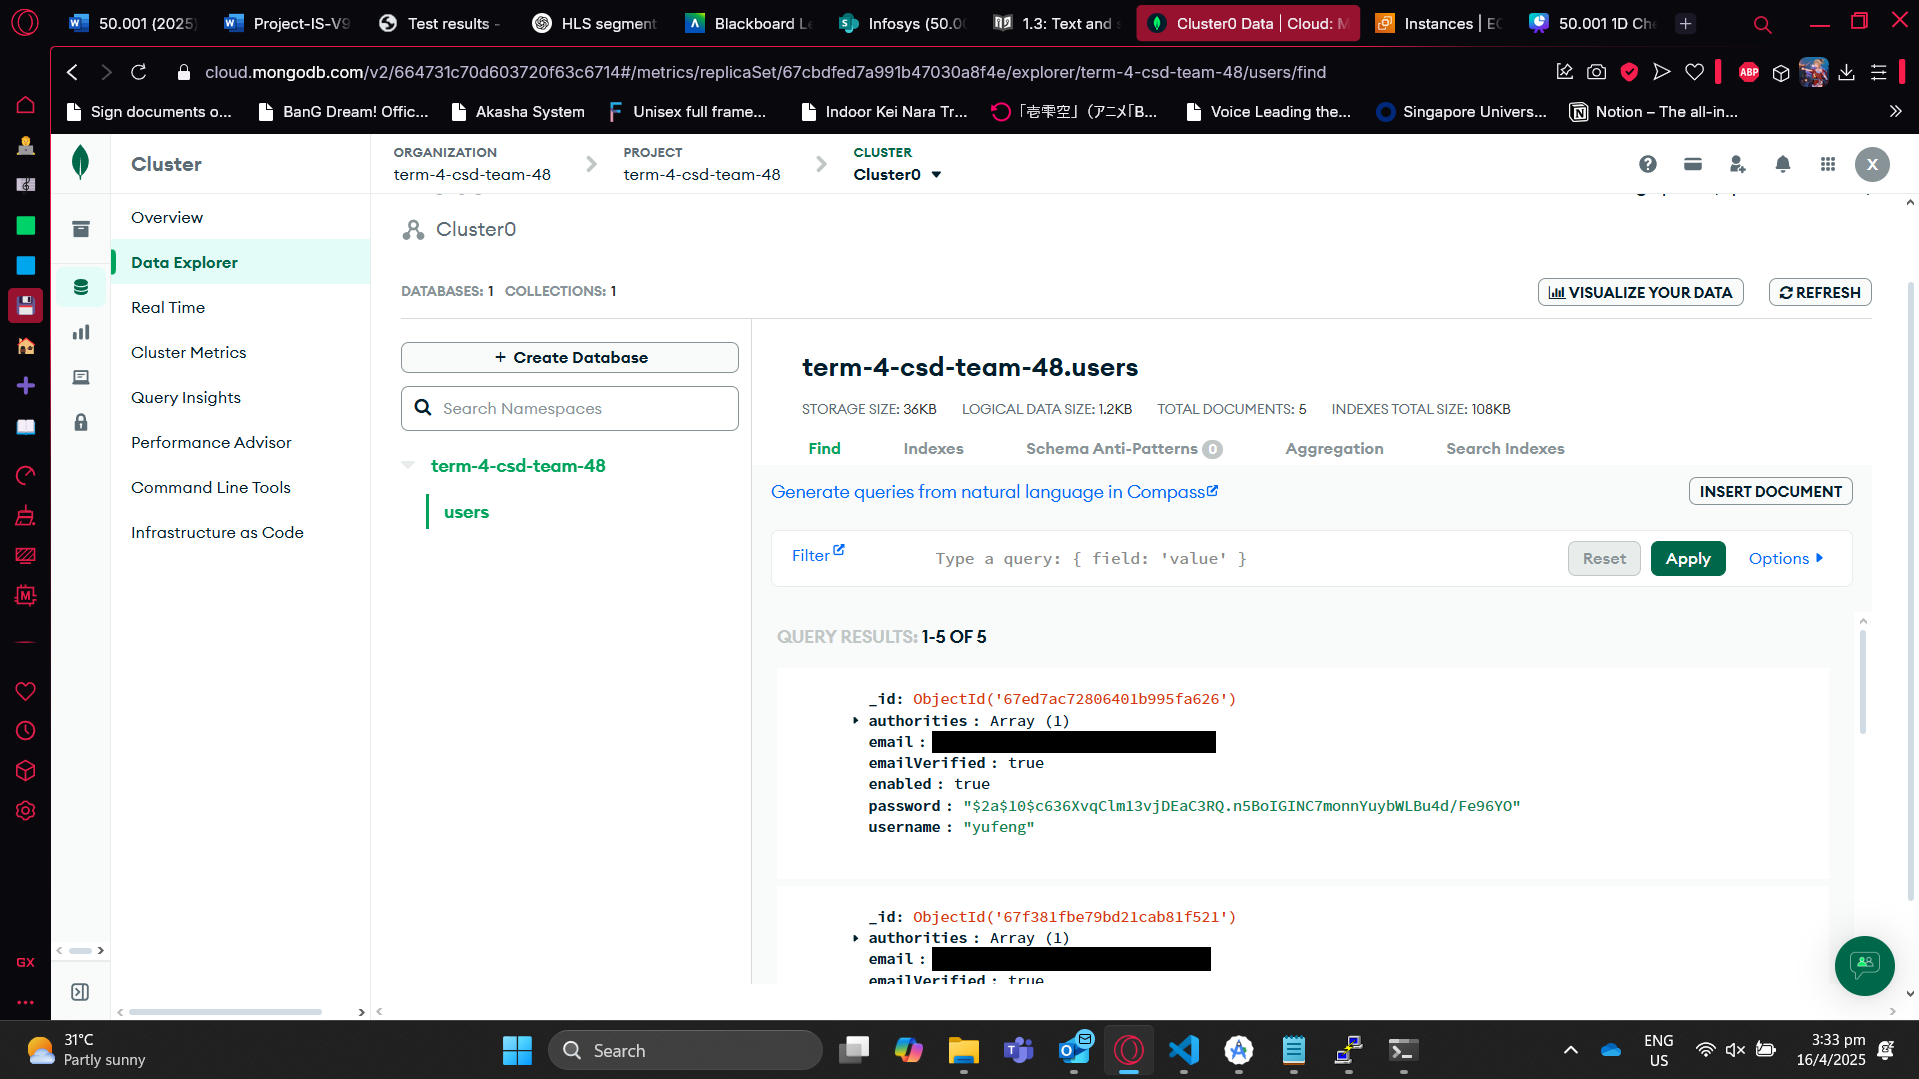 50.001 (2025)
Project-IS-V9
Test results -
HLS segment
Blackboard Le
Infosys (50.00
1.3: Text and s
Cluster0 Data | Cloud: M
Instances | EC
50.001 1D Che
cloud.mongodb.com/v2/664731c70d603720f63c6714#/metrics/replicaSet/67cbdfed7a991b47030a8f4e/explorer/term-4-csd-team-48/users/find
ABP
Sign documents o...
BanG Dream! Offic...
Akasha System
Unisex full frame...
Indoor Kei Nara Tr...
「壱雫空」(アニメ「B...
Voice Leading the...
Singapore Univers...
Notion – The all-in...
Cluster
ORGANIZATION
term-4-csd-team-48
PROJECT
term-4-csd-team-48
CLUSTER
Cluster0
X
Overview
Data Explorer
Real Time
Cluster Metrics
Query Insights
Performance Advisor
Command Line Tools
Infrastructure as Code
Cluster0
DATABASES: 1 COLLECTIONS: 1
VISUALIZE YOUR DATA
REFRESH
+ Create Database
Search Namespaces
term-4-csd-team-48
users
term-4-csd-team-48.users
STORAGE SIZE: 36KB LOGICAL DATA SIZE: 1.2KB TOTAL DOCUMENTS: 5 INDEXES TOTAL SIZE: 108KB
Find
Indexes
Schema Anti-Patterns 0
Aggregation
Search Indexes
Generate queries from natural language in Compass
INSERT DOCUMENT
Filter
Type a query: { field: 'value' }
Reset
Apply
Options
QUERY RESULTS: 1-5 OF 5
_id: ObjectId('67ed7ac72806401b995fa626')
authorities : Array (1)
email :
emailVerified : true
enabled : true
password : "$2a$10$c636XvqClm13vjDEaC3RQ.n5BoIGINC7monnYuybWLBu4d/Fe96YO"
username : "yufeng"
_id: ObjectId('67f381fbe79bd21cab81f521')
authorities : Array (1)
email :
emailVerified : true
GX
31°C
Partly sunny
Search
ENG
US
3:33 pm
16/4/2025